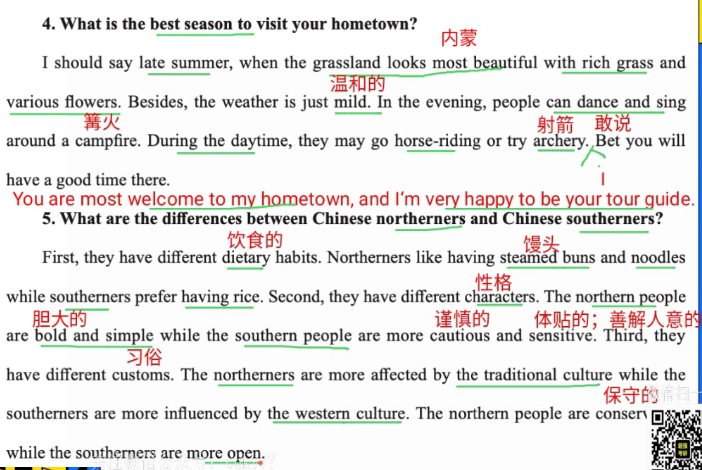 4. What is the best season to visit your hometown?
内蒙
I should say late summer, when the grassland looks most beautiful with rich grass and
温和的
various flowers. Besides, the weather is just mild. In the evening, people can dance and sing
篝火 射箭 敢说
around a campfire. During the daytime, they may go horse-riding or try archery. Bet you will
I
have a good time there.
You are most welcome to my hometown, and I'm very happy to be your tour guide.
5. What are the differences between Chinese northerners and Chinese southerners?
饮食的 馒头
First, they have different dietary habits. Northerners like having steamed buns and noodles
性格
while southerners prefer having rice. Second, they have different characters. The northern people
胆大的 谨慎的 体贴的；善解人意的
are bold and simple while the southern people are more cautious and sensitive. Third, they
习俗
have different customs. The northerners are more affected by the traditional culture while the
保守的
southerners are more influenced by the western culture. The northern people are conser
while the southerners are more open.